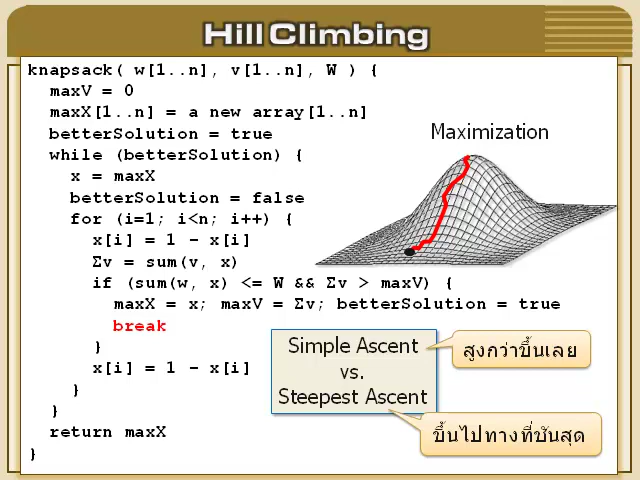 Hill Climbing
knapsack( w[1..n], v[1..n], W ) {
maxV = 0
maxX[1..n] = a new array[1..n]
betterSolution = true
while (betterSolution) {
x = maxX
betterSolution = false
for (i=1; i<n; i++) {
x[i] = 1 - x[i]
Σv = sum(v, x)
if (sum(w, x) <= W && Σv > maxV) {
maxX = x; maxV = Σv; betterSolution = true
break
}
x[i] = 1 - x[i]
}
}
return maxX
}
Maximization
Simple Ascent
vs.
Steepest Ascent
สูงกว่าขึ้นเลย
ขึ้นไปทางที่ชันสุด